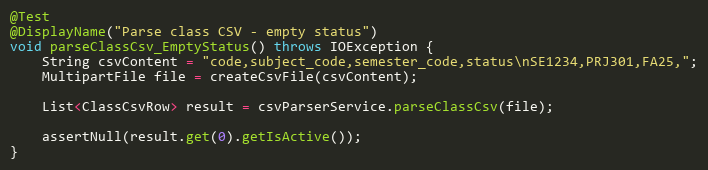 @Test
@DisplayName("Parse class CSV - empty status")
void parseClassCsv_EmptyStatus() throws IOException {
    String csvContent = "code,subject_code,semester_code,status\nSE1234,PRJ301,FA25,";
    MultipartFile file = createCsvFile(csvContent);

    List<ClassCsvRow> result = csvParserService.parseClassCsv(file);

    assertNull(result.get(0).getIsActive());
}